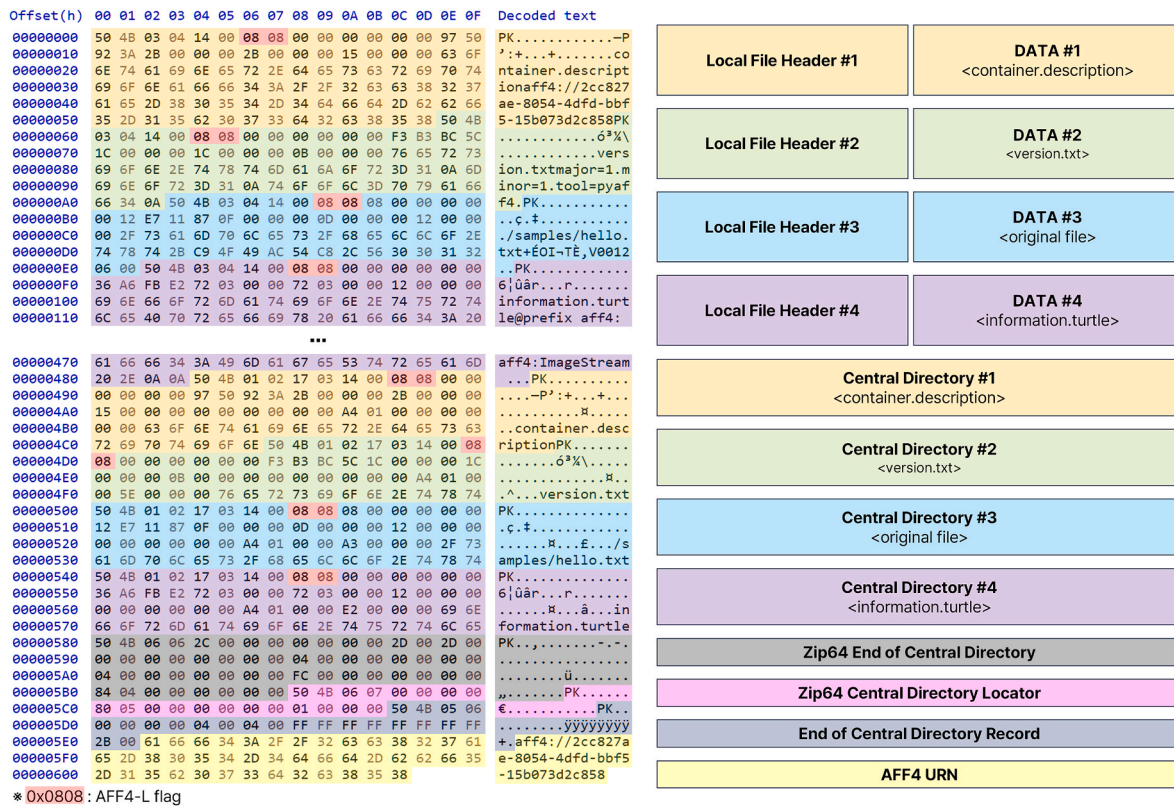 Offset(h) 00 01 02 03 04 05 06 07 08 09 0A 0B 0C 0D 0E 0F Decoded text
00000000 50 4B 03 04 14 00 08 08 00 00 00 00 00 00 97 50 PK............—P
00000010 92 3A 2B 00 00 00 2B 00 00 00 15 00 00 00 63 6F ’:+...+.......co
00000020 6E 74 61 69 6E 65 72 2E 64 65 73 63 72 69 70 74 ntainer.descript
00000030 69 6F 6E 61 66 66 34 3A 2F 2F 32 63 63 38 32 37 ionaff4://2cc827
00000040 61 65 2D 38 30 35 34 2D 34 64 66 64 2D 62 62 66 ae-8054-4dfd-bbf
00000050 35 2D 31 35 62 30 37 33 64 32 63 38 35 38 50 4B 5-15b073d2c858PK
00000060 03 04 14 00 08 08 00 00 00 00 00 00 F3 B3 BC 5C ............ó³¼\
00000070 1C 00 00 00 1C 00 00 00 0B 00 00 00 76 65 72 73 ............vers
00000080 69 6F 6E 2E 74 78 74 6D 61 6A 6F 72 3D 31 0A 6D ion.txtmajor=1.m
00000090 69 6E 6F 72 3D 31 0A 74 6F 6F 6C 3D 70 79 61 66 inor=1.tool=pyaf
000000A0 66 34 0A 50 4B 03 04 14 00 08 08 08 00 00 00 00 f4.PK...........
000000B0 00 12 E7 11 87 0F 00 00 00 0D 00 00 00 12 00 00 ..ç.‡...........
000000C0 00 2F 73 61 6D 70 6C 65 73 2F 68 65 6C 6C 6F 2E ./samples/hello.
000000D0 74 78 74 2B C9 4F 49 AC 54 C8 2C 56 30 30 31 32 txt+ÉOI¬TÈ,V0012
000000E0 06 00 50 4B 03 04 14 00 08 08 00 00 00 00 00 00 ..PK............
000000F0 36 A6 FB E2 72 03 00 00 72 03 00 00 12 00 00 00 6¦ûâr...r.......
00000100 69 6E 66 6F 72 6D 61 74 69 6F 6E 2E 74 75 72 74 information.turt
00000110 6C 65 40 70 72 65 66 69 78 20 61 66 66 34 3A 20 le@prefix aff4:
...
00000470 61 66 66 34 3A 49 6D 61 67 65 53 74 72 65 61 6D aff4:ImageStream
00000480 20 2E 0A 0A 50 4B 01 02 17 03 14 00 08 08 00 00 ...PK..........
00000490 00 00 00 00 97 50 92 3A 2B 00 00 00 2B 00 00 00 ....—P’:+...+...
000004A0 15 00 00 00 00 00 00 00 00 00 A4 01 00 00 00 00 ..........¤.....
000004B0 00 00 63 6F 6E 74 61 69 6E 65 72 2E 64 65 73 63 ..container.desc
000004C0 72 69 70 74 69 6F 6E 50 4B 01 02 17 03 14 00 08 riptionPK.......
000004D0 08 00 00 00 00 00 00 F3 B3 BC 5C 1C 00 00 00 1C .......ó³¼\.....
000004E0 00 00 00 0B 00 00 00 00 00 00 00 00 00 A4 01 00 .............¤..
000004F0 00 5E 00 00 00 76 65 72 73 69 6F 6E 2E 74 78 74 .^...version.txt
00000500 50 4B 01 02 17 03 14 00 08 08 08 00 00 00 00 00 PK..............
00000510 12 E7 11 87 0F 00 00 00 0D 00 00 00 12 00 00 00 .ç.‡............
00000520 00 00 00 00 00 00 A4 01 00 00 A3 00 00 00 2F 73 ......¤...£.../s
00000530 61 6D 70 6C 65 73 2F 68 65 6C 6C 6F 2E 74 78 74 amples/hello.txt
00000540 50 4B 01 02 17 03 14 00 08 08 00 00 00 00 00 00 PK..............
00000550 36 A6 FB E2 72 03 00 00 72 03 00 00 12 00 00 00 6¦ûâr...r.......
00000560 00 00 00 00 00 00 A4 01 00 00 E2 00 00 00 69 6E ......¤...â...in
00000570 66 6F 72 6D 61 74 69 6F 6E 2E 74 75 72 74 6C 65 formation.turtle
00000580 50 4B 06 06 2C 00 00 00 00 00 00 00 2D 00 2D 00 PK..,.......-.-.
00000590 00 00 00 00 00 00 00 00 04 00 00 00 00 00 00 00 ................
000005A0 04 00 00 00 00 00 00 00 FC 00 00 00 00 00 00 00 ........ü.......
000005B0 84 04 00 00 00 00 00 00 50 4B 06 07 00 00 00 00 „.......PK......
000005C0 80 05 00 00 00 00 00 00 01 00 00 00 50 4B 05 06 €...........PK..
000005D0 00 00 00 00 04 00 04 00 FF FF FF FF FF FF FF FF ........ÿÿÿÿÿÿÿÿ
000005E0 2B 00 61 66 66 34 3A 2F 2F 32 63 63 38 32 37 61 +.aff4://2cc827a
000005F0 65 2D 38 30 35 34 2D 34 64 66 64 2D 62 62 66 35 e-8054-4dfd-bbf5
00000600 2D 31 35 62 30 37 33 64 32 63 38 35 38 -15b073d2c858
※ 0x0808 : AFF4-L flag
Local File Header #1
DATA #1
<container.description>
Local File Header #2
DATA #2
<version.txt>
Local File Header #3
DATA #3
<original file>
Local File Header #4
DATA #4
<information.turtle>
Central Directory #1
<container.description>
Central Directory #2
<version.txt>
Central Directory #3
<original file>
Central Directory #4
<information.turtle>
Zip64 End of Central Directory
Zip64 Central Directory Locator
End of Central Directory Record
AFF4 URN